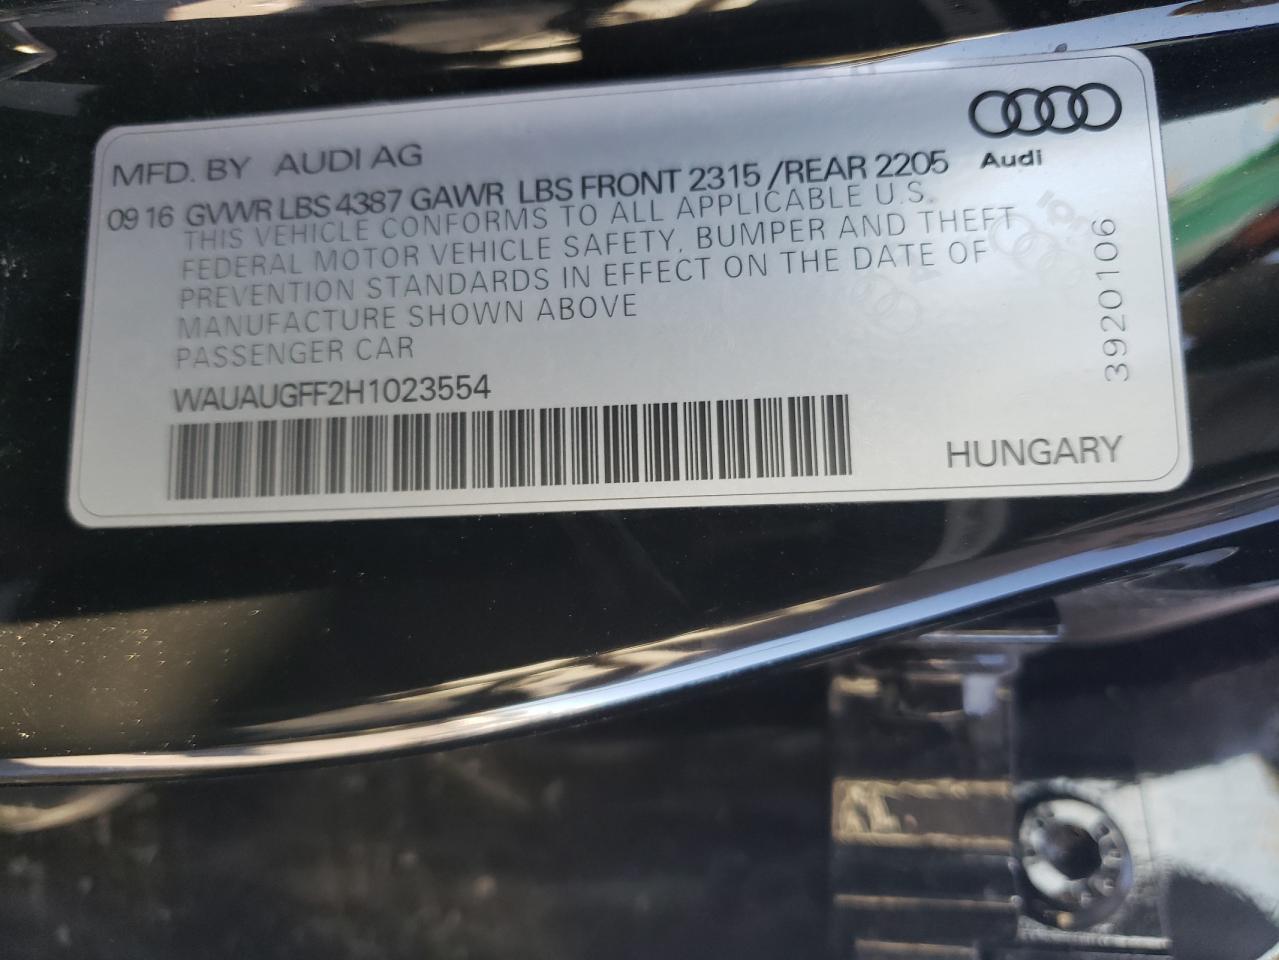 MFD. BY AUDI AG
Audi
09 16 GVWR LBS 4387 GAWR LBS FRONT 2315 /REAR 2205
THIS VEHICLE CONFORMS TO ALL APPLICABLE U.S.
FEDERAL MOTOR VEHICLE SAFETY, BUMPER AND THEFT
PREVENTION STANDARDS IN EFFECT ON THE DATE OF
MANUFACTURE SHOWN ABOVE
PASSENGER CAR
WAUAUGFF2H1023554
3920106
HUNGARY